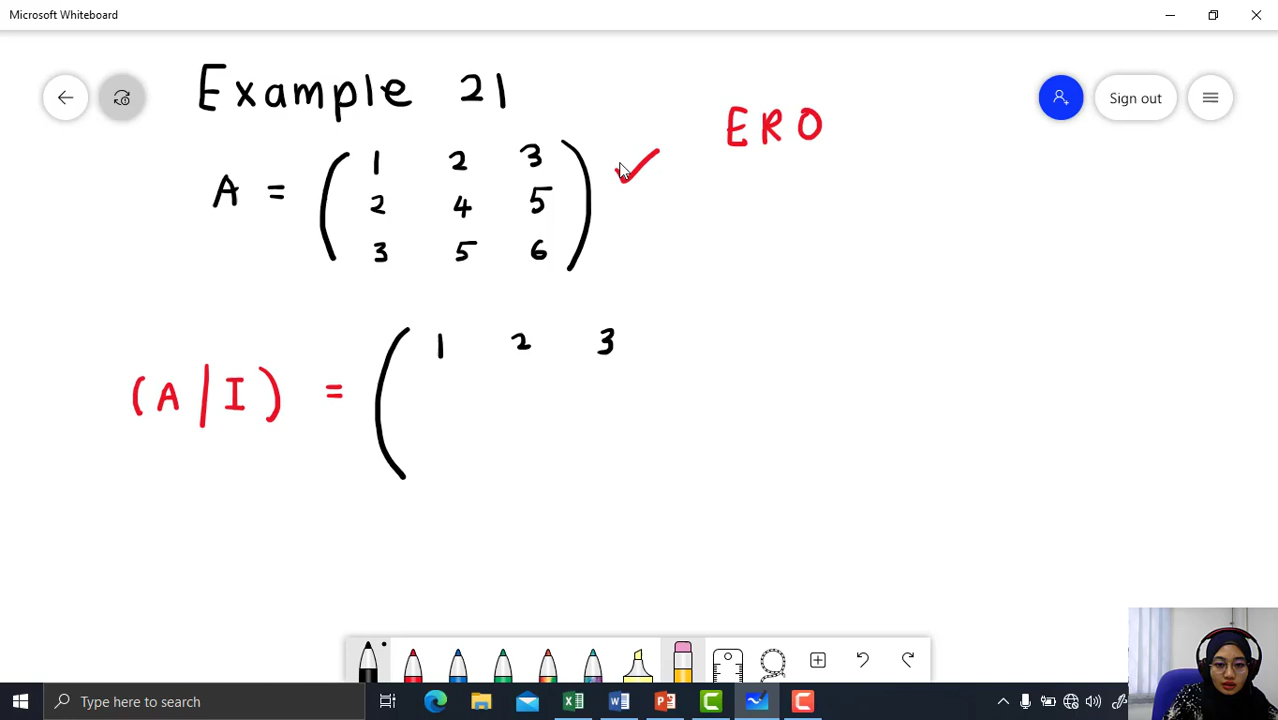 Microsoft Whiteboard
Example 21
Sign out
E R O
A = ( 1 2 3
2 4 5
3 5 6 ) ✓
( A | I ) = ( 1 2 3
Type here to search